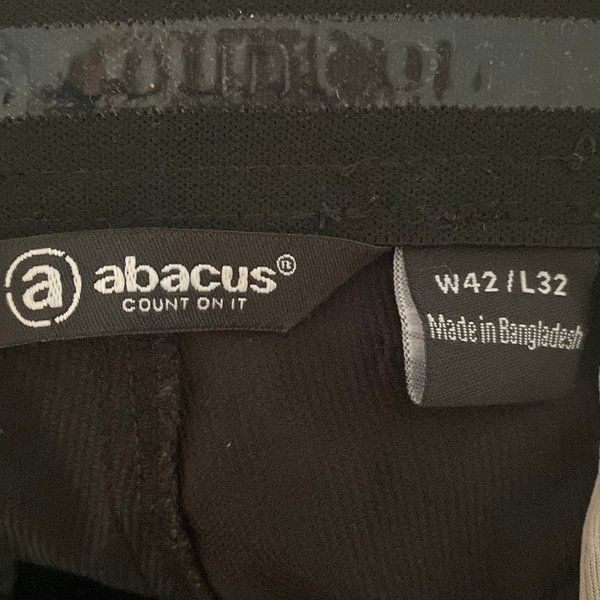 abacus®
COUNT ON IT
W42/L32
Made in Bangladesh